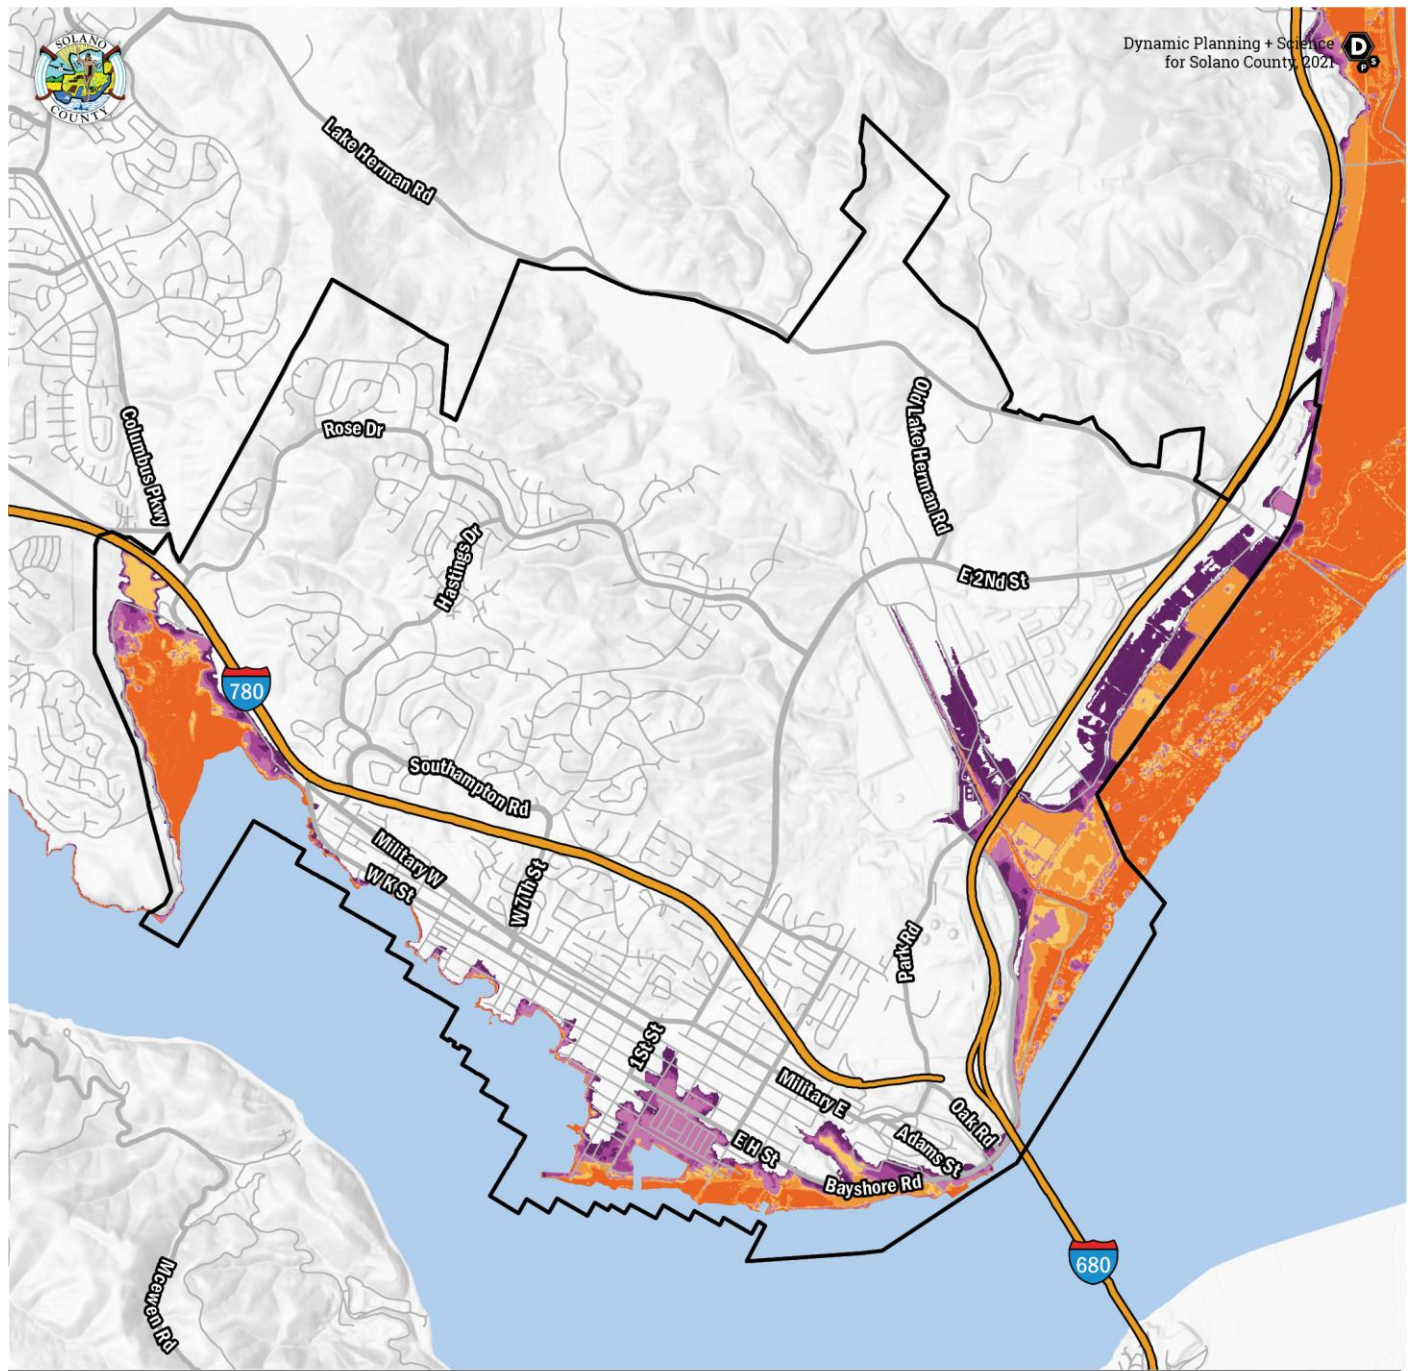 SOLANO
COUNTY
Dynamic Planning + Science
for Solano County, 2021
D
P S
Lake Herman Rd
Columbus Pkwy
Rose Dr
Old Lake Herman Rd
Hastings Dr
E 2Nd St
780
Southampton Rd
Military W
W K St
W 7Th St
Park Rd
1St St
Military E
Oak Rd
E H St
Adams St
Bayshore Rd
680
Mcewen Rd